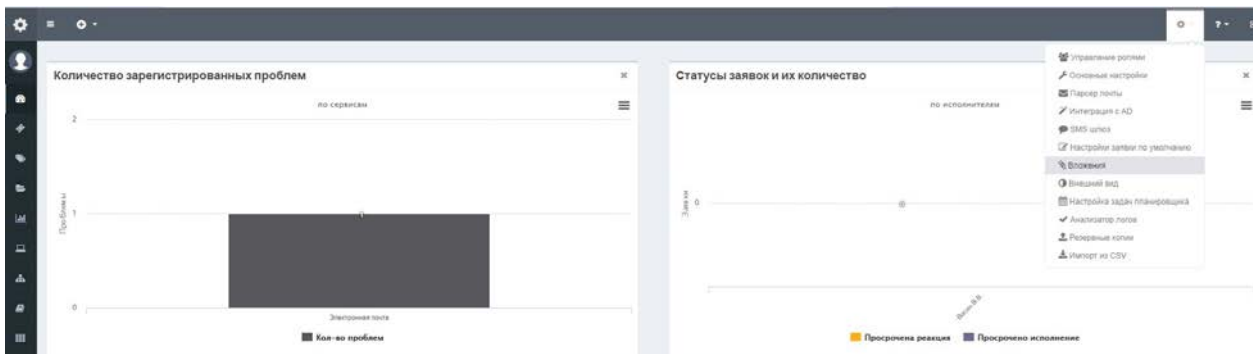 ?
Количество зарегистрированных проблем
по сервисам
2
1
0
Проблемы
Электронная почта
Кол-во проблем
Статусы заявок и их количество
по исполнителям
0
Заявки
Просрочена реакция
Просрочено исполнение
Управление ролями
Основные настройки
Парсер почты
Интеграция с AD
SMS шлюз
Настройки заявки по умолчанию
Вложения
Внешний вид
Настройка задач планировщика
Анализатор логов
Резервные копии
Импорт из CSV